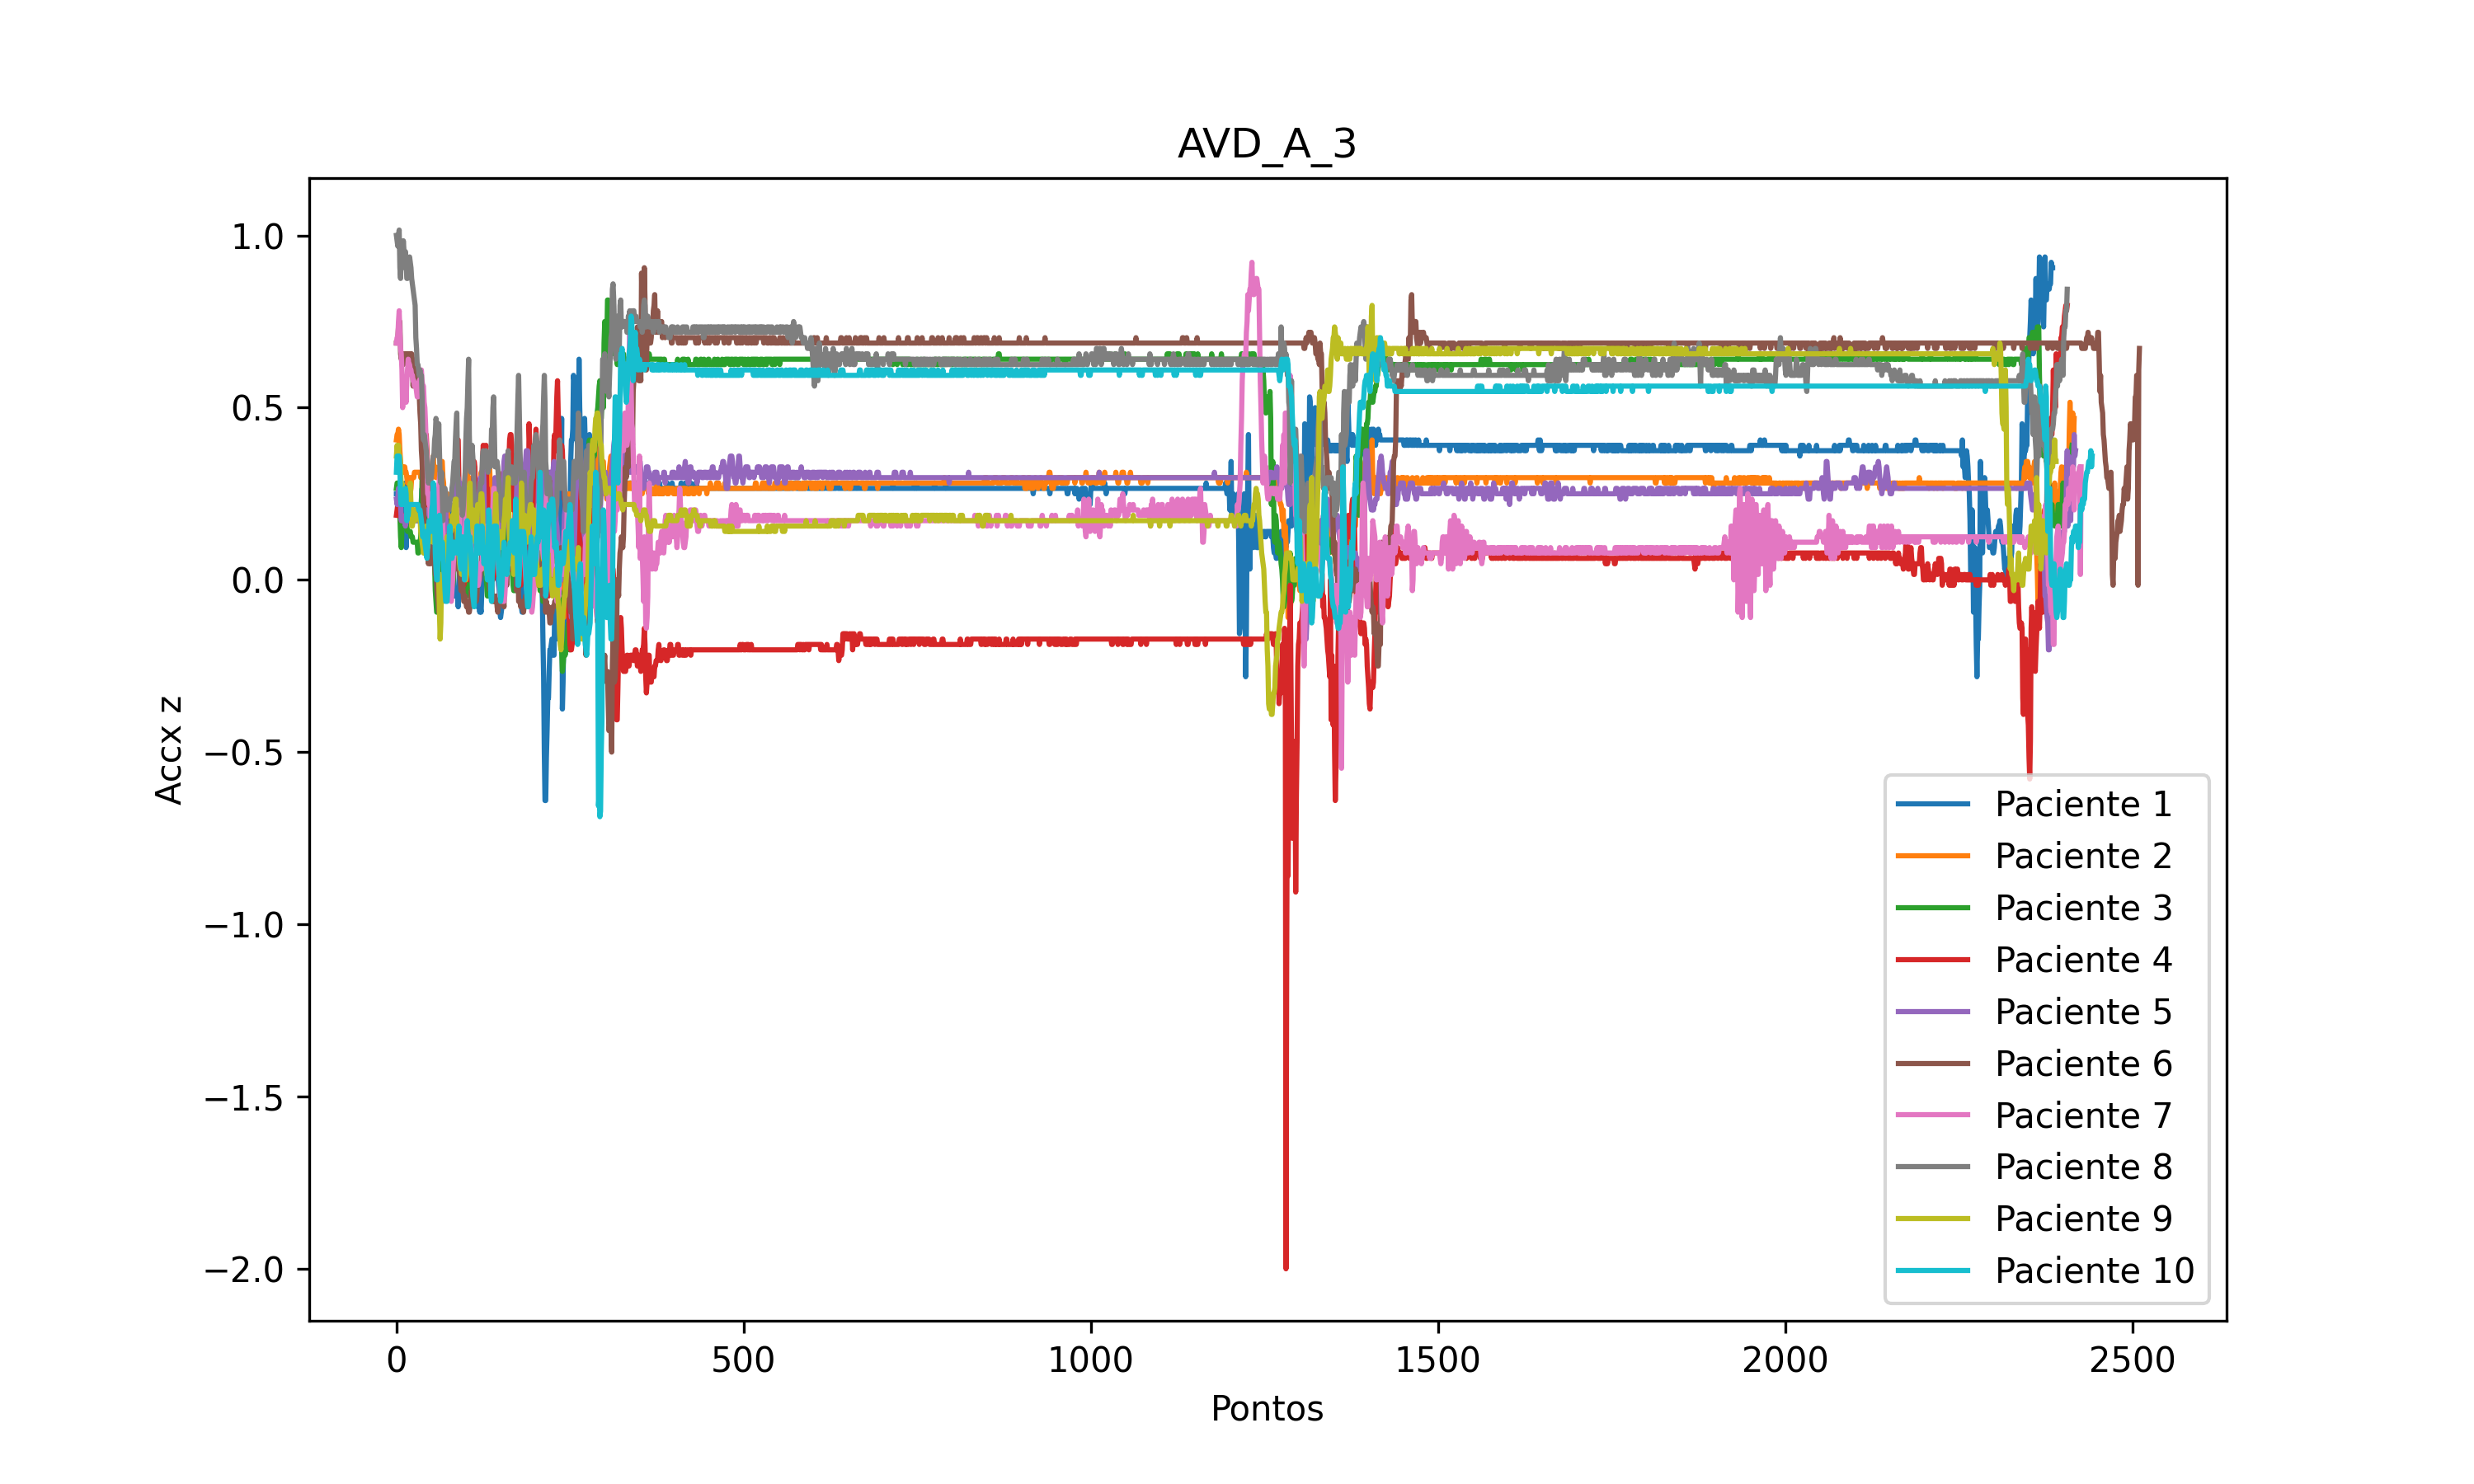 AVD_A_3
Accx z
1.0
0.5
0.0
−0.5
−1.0
−1.5
−2.0
0 500 1000 1500 2000 2500
Pontos
Paciente 1
Paciente 2
Paciente 3
Paciente 4
Paciente 5
Paciente 6
Paciente 7
Paciente 8
Paciente 9
Paciente 10